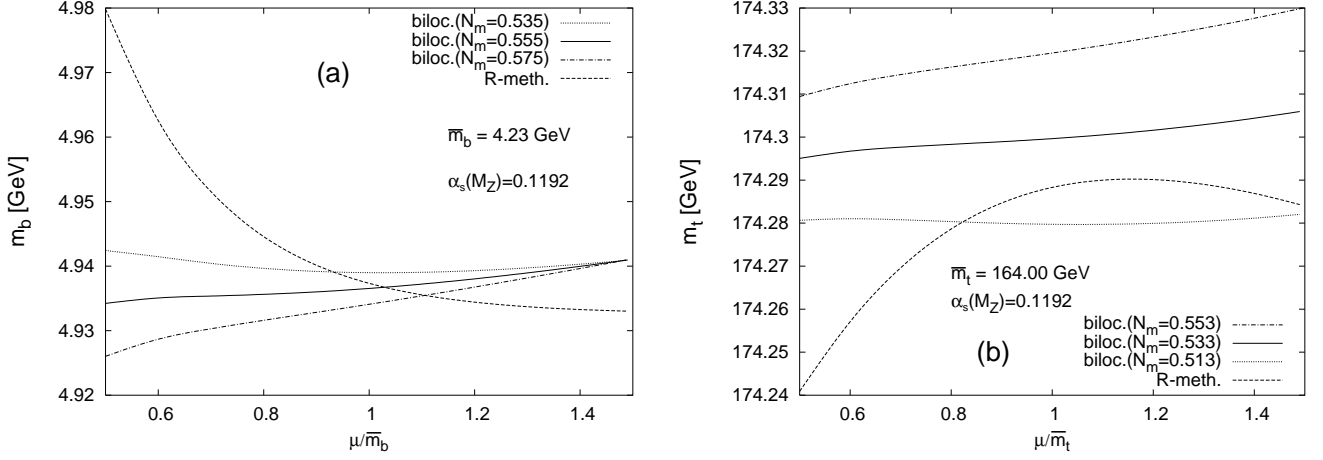 4.98
4.97
4.96
4.95
4.94
4.93
4.92
m_b [GeV]
0.6 0.8 1 1.2 1.4
μ/m̅_b
biloc.(N_m=0.535)
biloc.(N_m=0.555)
biloc.(N_m=0.575)
R-meth.
(a)
m̅_b = 4.23 GeV
α_s(M_Z)=0.1192
174.33
174.32
174.31
174.3
174.29
174.28
174.27
174.26
174.25
174.24
m_t [GeV]
0.6 0.8 1 1.2 1.4
μ/m̅_t
m̅_t = 164.00 GeV
α_s(M_Z)=0.1192
biloc.(N_m=0.553)
biloc.(N_m=0.533)
biloc.(N_m=0.513)
R-meth.
(b)